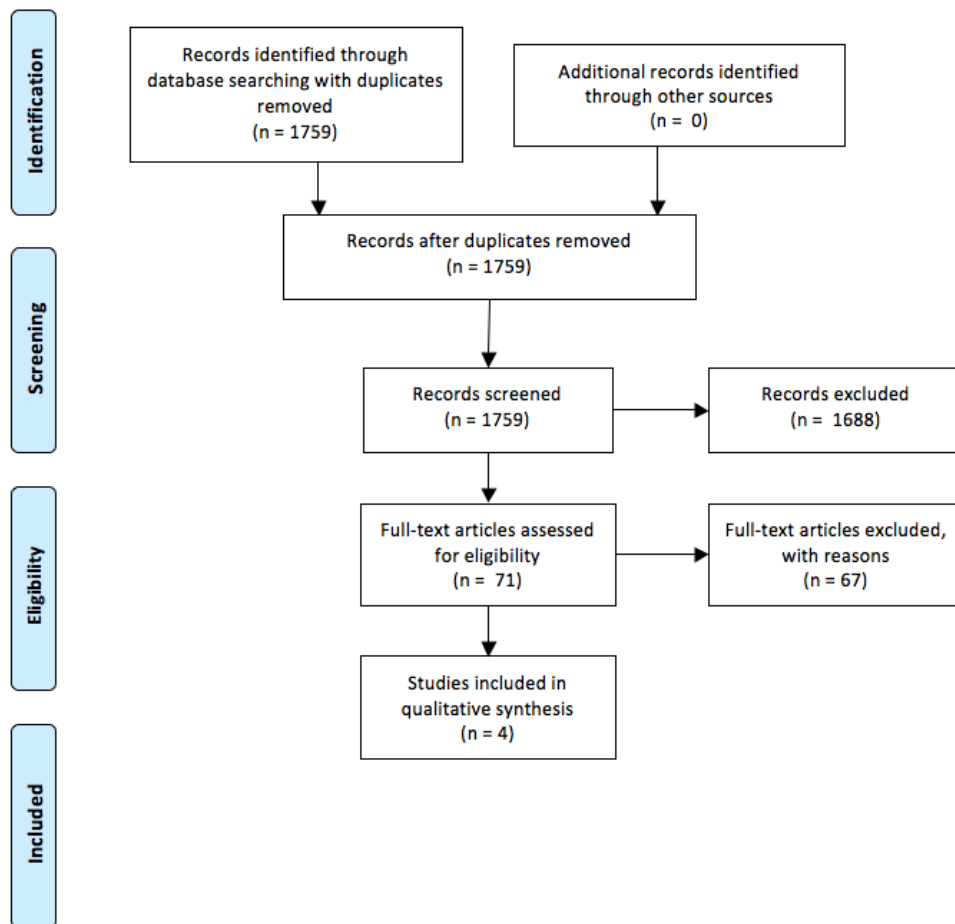 Identification
Records identified through
database searching with duplicates
removed
(n = 1759)
Additional records identified
through other sources
(n = 0)
Records after duplicates removed
(n = 1759)
Screening
Records screened
(n = 1759)
Records excluded
(n = 1688)
Eligibility
Full-text articles assessed
for eligibility
(n = 71)
Full-text articles excluded,
with reasons
(n = 67)
Studies included in
qualitative synthesis
(n = 4)
Included